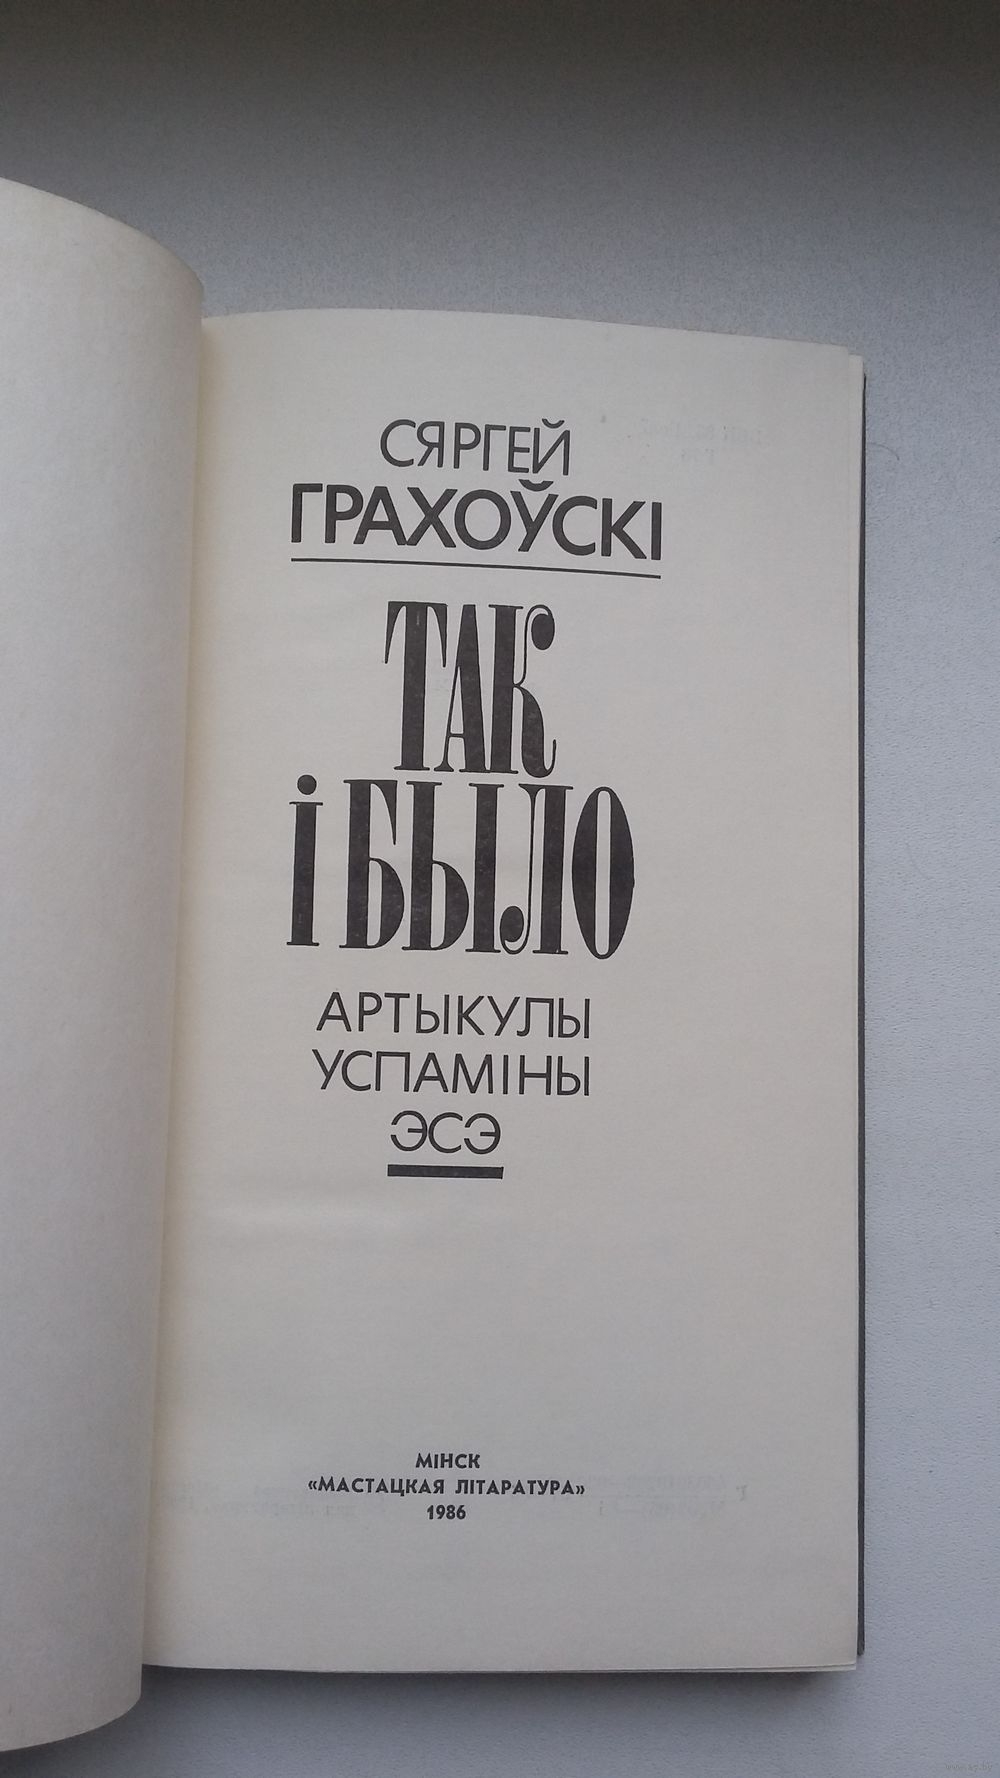 СЯРГЕЙ
ГРАХОЎСКІ
ТАК
І БЫЛО
АРТЫКУЛЫ
УСПАМІНЫ
ЭСЭ
МІНСК
«МАСТАЦКАЯ ЛІТАРАТУРА»
1986